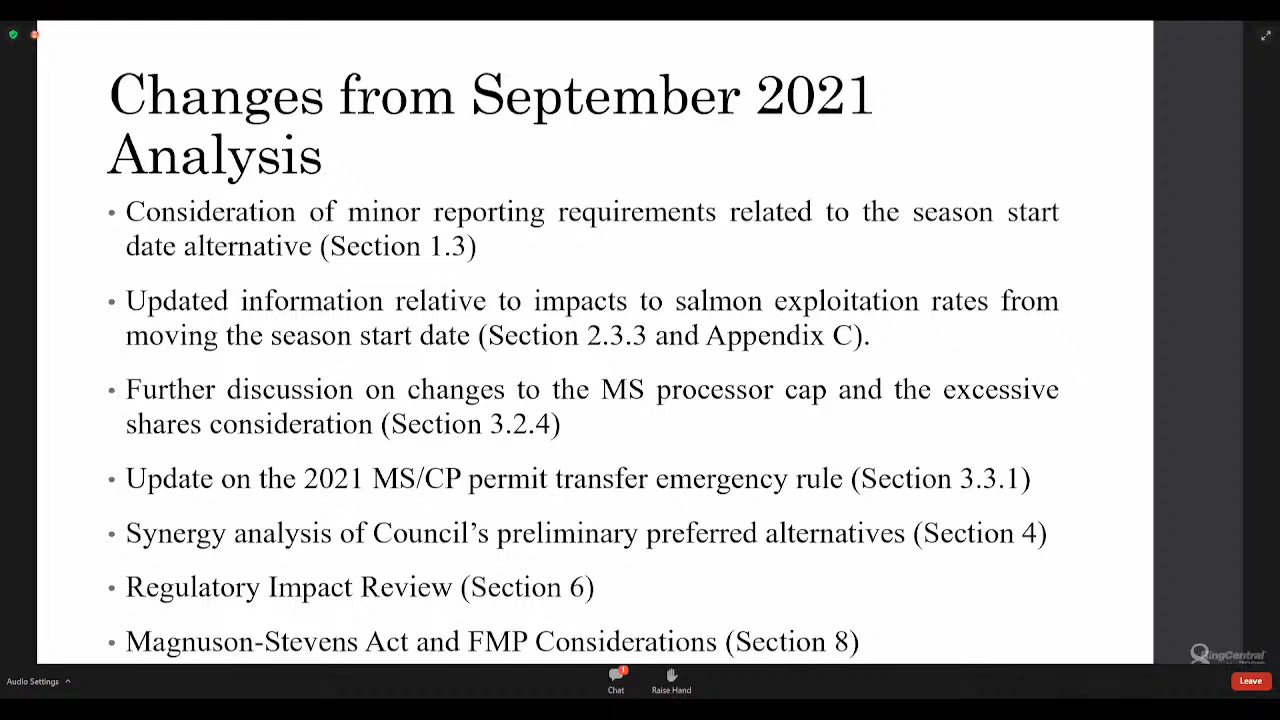 Changes from September 2021
Analysis
• Consideration of minor reporting requirements related to the season start
date alternative (Section 1.3)
• Updated information relative to impacts to salmon exploitation rates from
moving the season start date (Section 2.3.3 and Appendix C).
• Further discussion on changes to the MS processor cap and the excessive
shares consideration (Section 3.2.4)
• Update on the 2021 MS/CP permit transfer emergency rule (Section 3.3.1)
• Synergy analysis of Council’s preliminary preferred alternatives (Section 4)
• Regulatory Impact Review (Section 6)
• Magnuson-Stevens Act and FMP Considerations (Section 8)
RingCentral
Audio Settings
1
Chat
Raise Hand
Leave